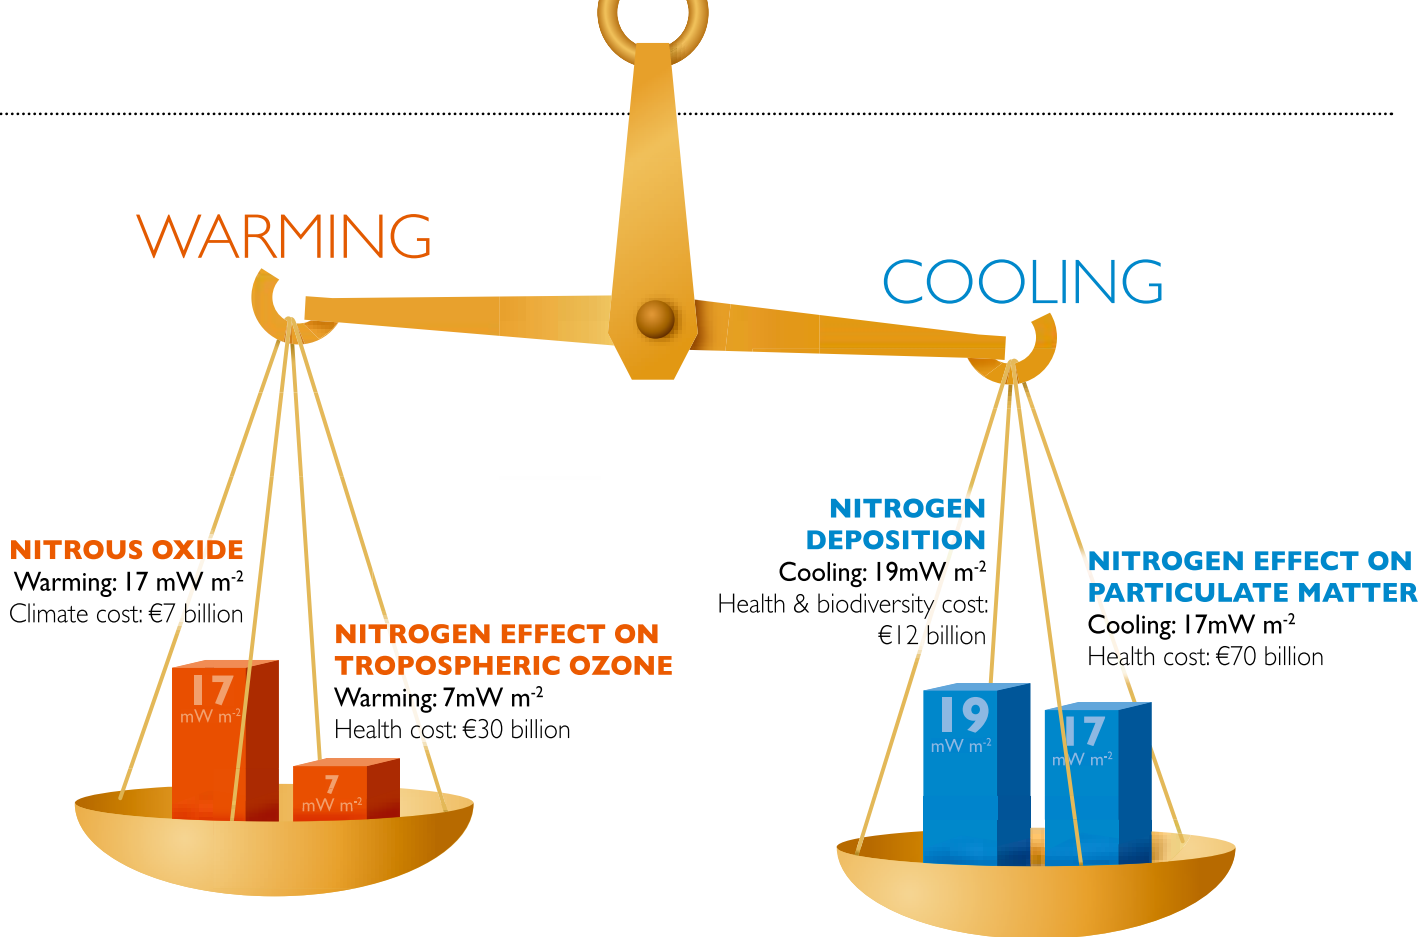 WARMING
COOLING
NITROUS OXIDE
Warming: 17 mW m-2
Climate cost: €7 billion
NITROGEN EFFECT ON
TROPOSPHERIC OZONE
Warming: 7mW m-2
Health cost: €30 billion
17
mW m-2
7
mW m-2
NITROGEN
DEPOSITION
Cooling: 19mW m-2
Health & biodiversity cost:
€12 billion
NITROGEN EFFECT ON
PARTICULATE MATTER
Cooling: 17mW m-2
Health cost: €70 billion
19
mW m-2
17
mW m-2